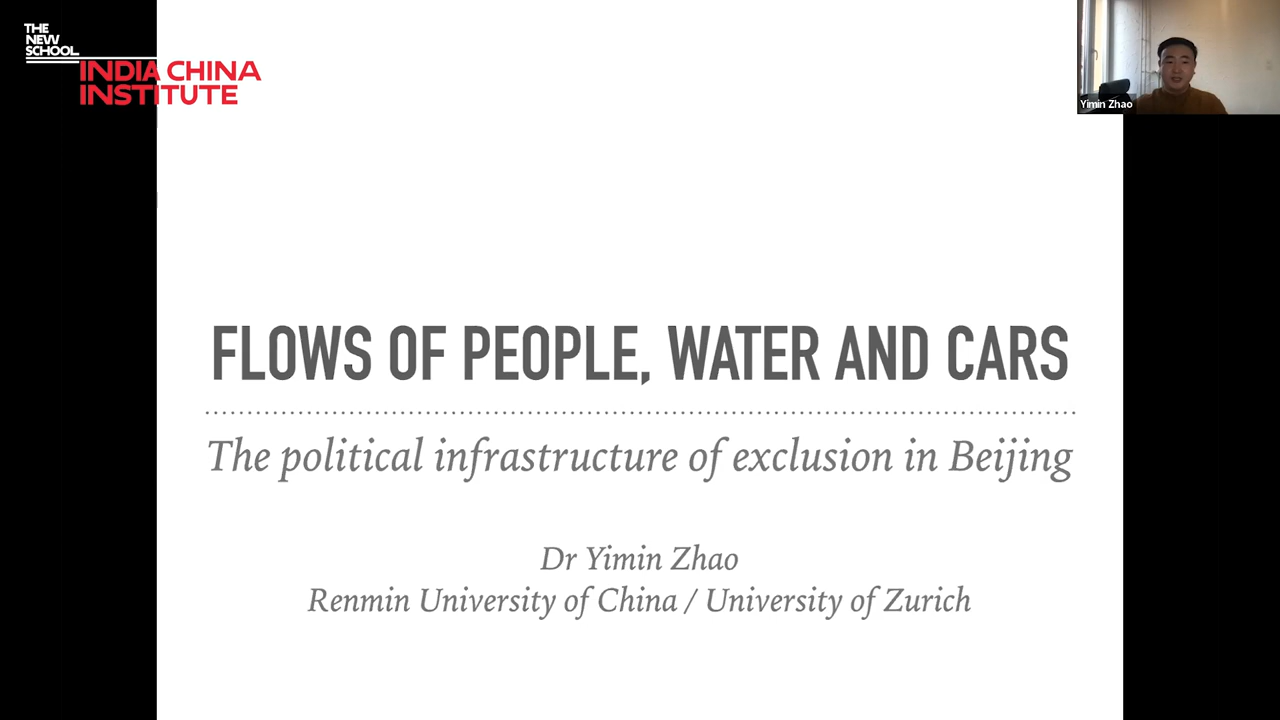 THE
NEW
SCHOOL
INDIA CHINA
INSTITUTE
Yimin Zhao
FLOWS OF PEOPLE, WATER AND CARS
The political infrastructure of exclusion in Beijing
Dr Yimin Zhao
Renmin University of China / University of Zurich